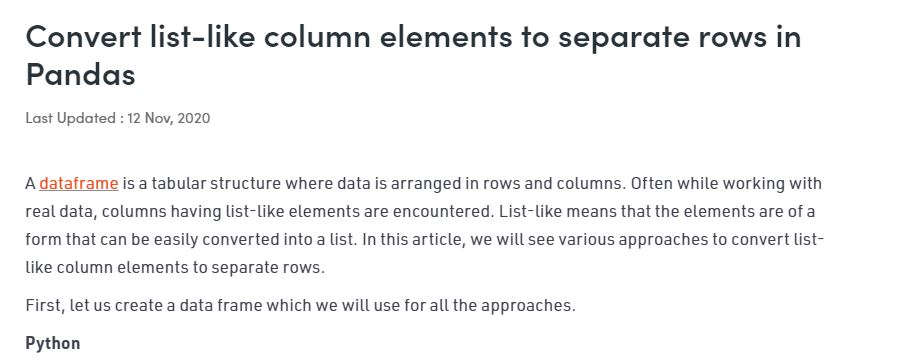 Convert list-like column elements to separate rows in
Pandas
Last Updated : 12 Nov, 2020
A dataframe is a tabular structure where data is arranged in rows and columns. Often while working with
real data, columns having list-like elements are encountered. List-like means that the elements are of a
form that can be easily converted into a list. In this article, we will see various approaches to convert list-
like column elements to separate rows.
First, let us create a data frame which we will use for all the approaches.
Python